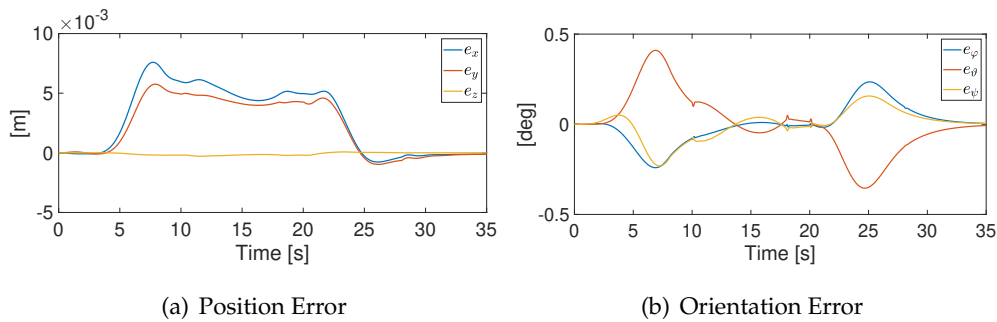 10 ×10⁻³
5
0
-5
[m]
0 5 10 15 20 25 30 35
Time [s]
eₓ
e_y
e_z
(a) Position Error
0.5
0
-0.5
[deg]
0 5 10 15 20 25 30 35
Time [s]
e_φ
e_ϑ
e_ψ
(b) Orientation Error